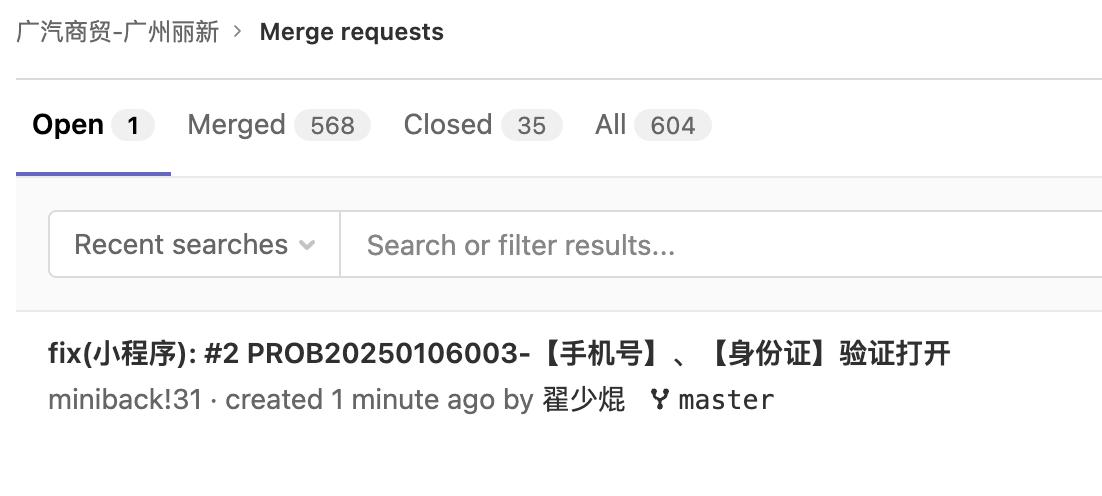 广汽商贸-广州丽新 > Merge requests
Open 1 Merged 568 Closed 35 All 604
Recent searches Search or filter results...
fix(小程序): #2 PROB20250106003-【手机号】、【身份证】验证打开
miniback!31 · created 1 minute ago by 翟少焜 master